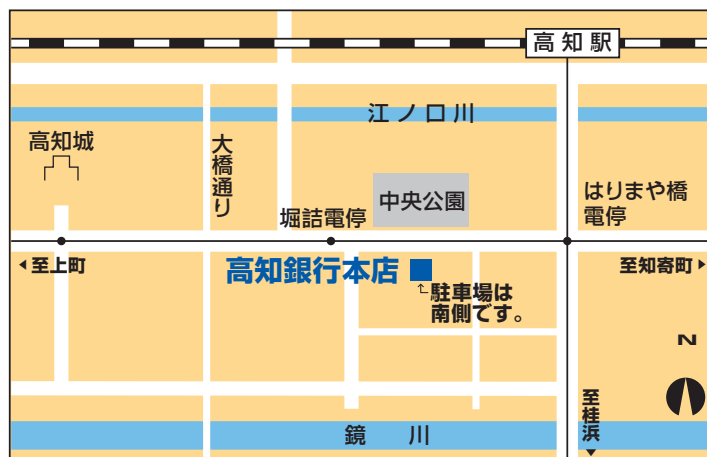 高知駅
江ノ口川
高知城
大橋通り
中央公園
はりまや橋
電停
堀詰電停
◀至上町
高知銀行本店
至知寄町▶
駐車場は
南側です。
N
至桂浜
鏡川